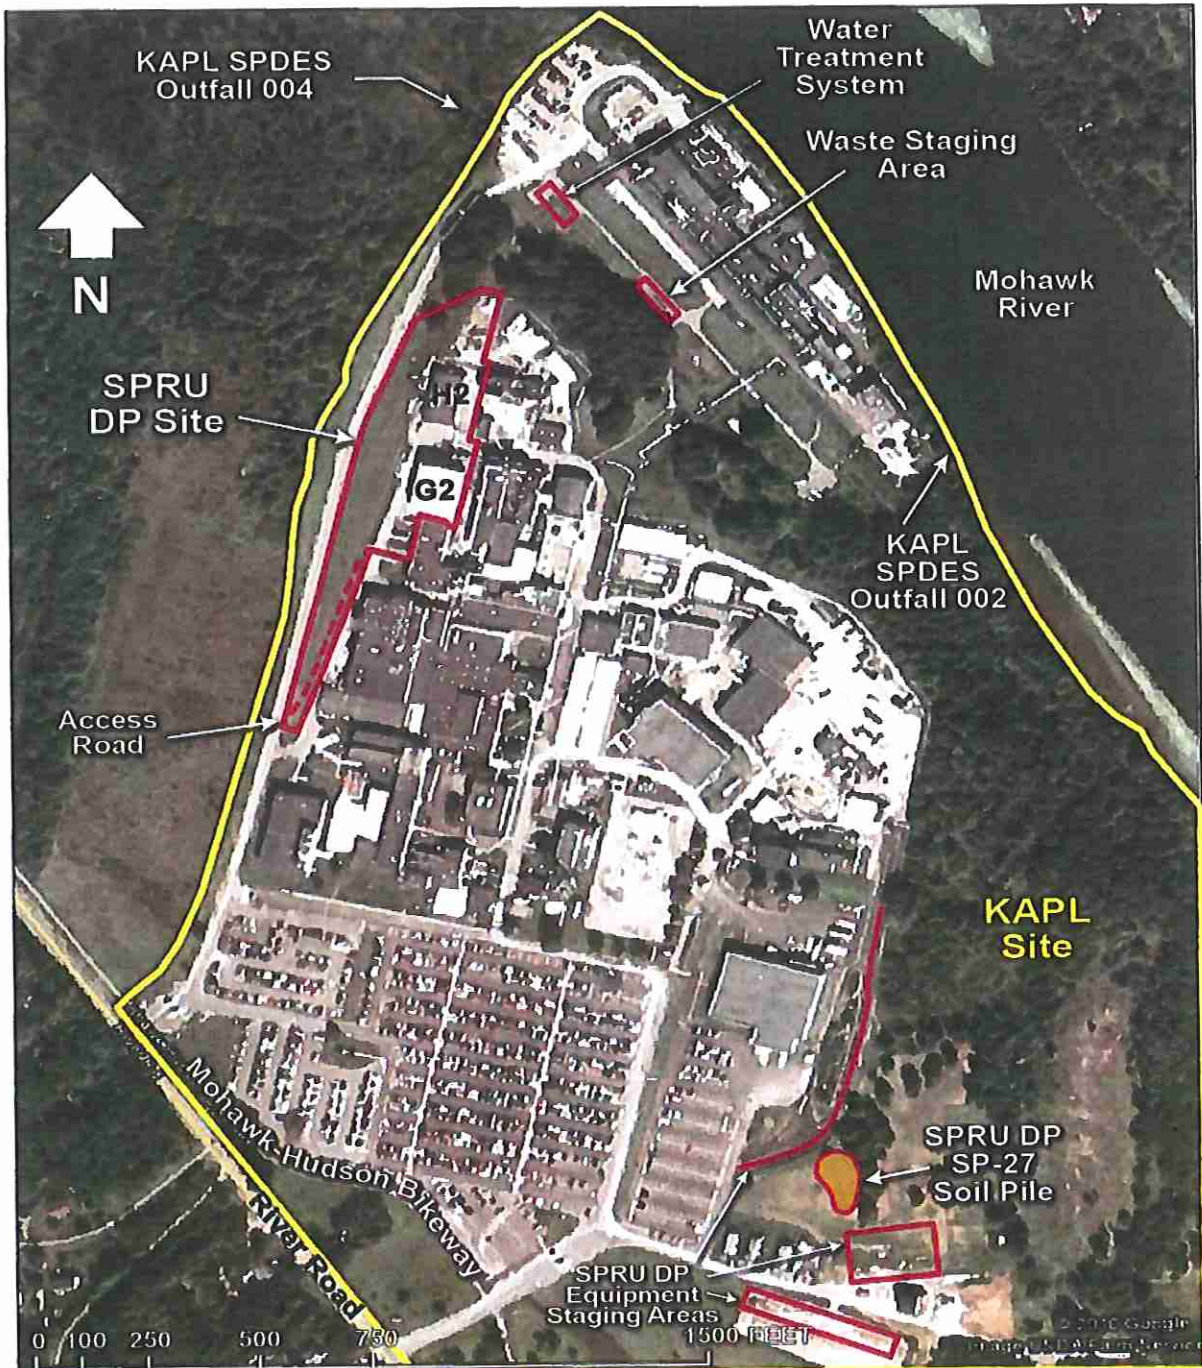 KAPL SPDES
Outfall 004
Water
Treatment
System
Waste Staging
Area
N
Mohawk
River
SPRU
DP Site
H2
G2
KAPL
SPDES
Outfall 002
Access
Road
KAPL
Site
Mohawk-Hudson Bikeway
River Road
SPRU DP
SP-27
Soil Pile
SPRU DP
Equipment
Staging Areas
0 100 250 500 750 1500 FEET
Google